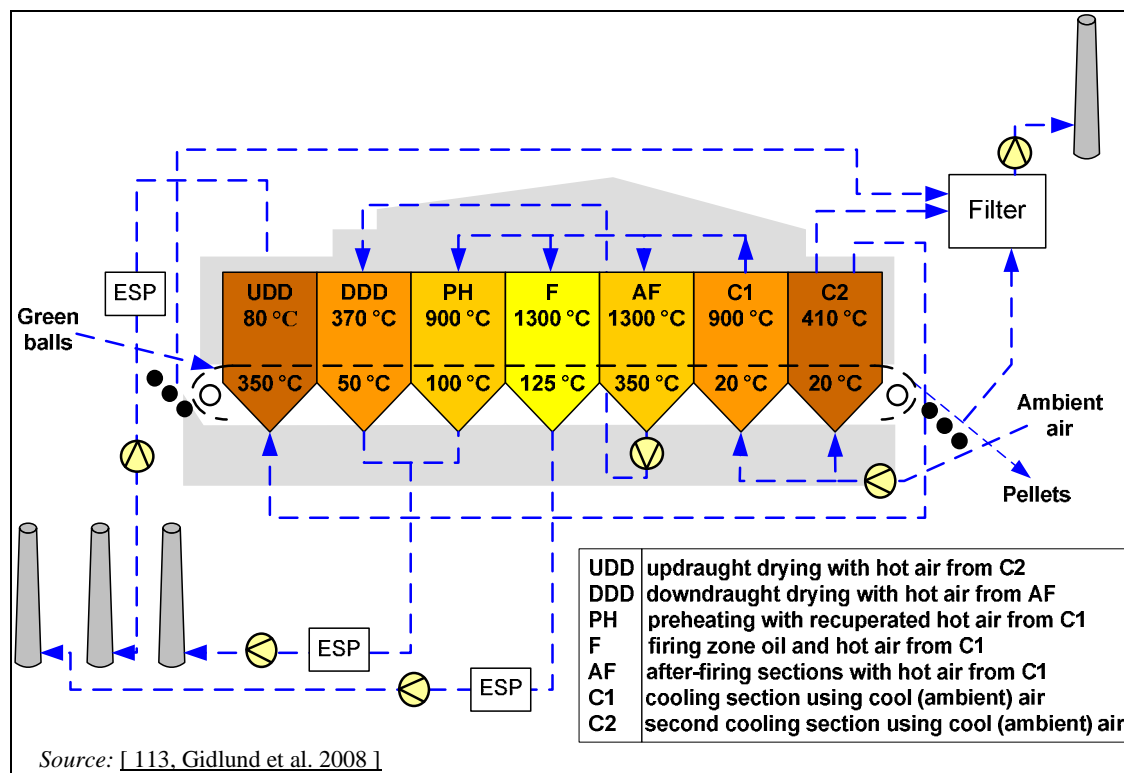 Filter
ESP
Green
balls
UDD
80 °C
350 °C
DDD
370 °C
50 °C
PH
900 °C
100 °C
F
1300 °C
125 °C
AF
1300 °C
350 °C
C1
900 °C
20 °C
C2
410 °C
20 °C
Ambient
air
Pellets
ESP
ESP
UDD updraught drying with hot air from C2
DDD downdraught drying with hot air from AF
PH preheating with recuperated hot air from C1
F firing zone oil and hot air from C1
AF after-firing sections with hot air from C1
C1 cooling section using cool (ambient) air
C2 second cooling section using cool (ambient) air
Source: [ 113, Gidlund et al. 2008 ]